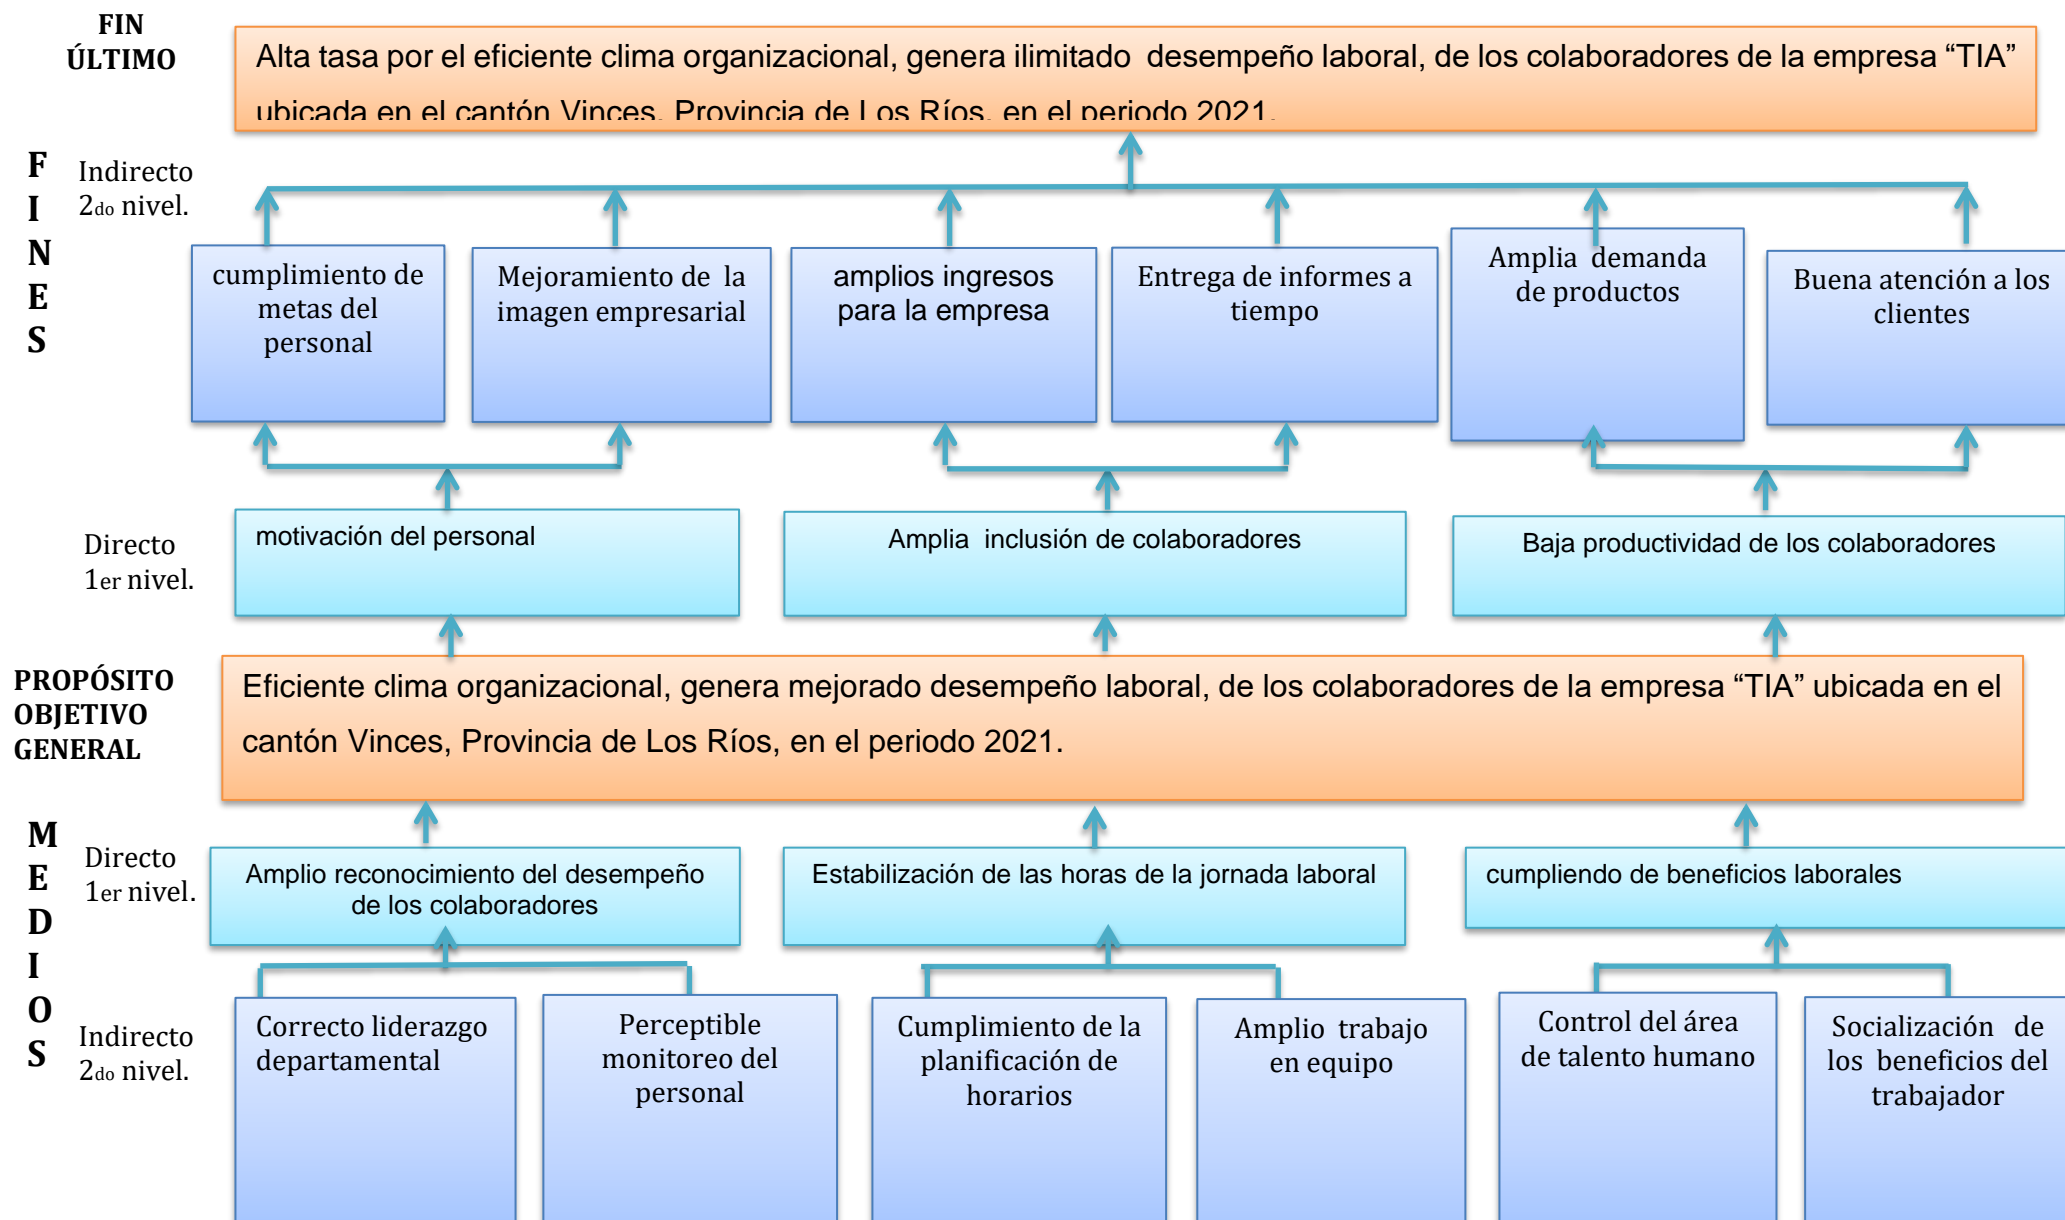 FIN
ÚLTIMO
Alta tasa por el eficiente clima organizacional, genera ilimitado desempeño laboral, de los colaboradores de la empresa “TIA”
ubicada en el cantón Vinces, Provincia de Los Ríos, en el periodo 2021.
F
I
N
E
S
Indirecto
2do nivel.
cumplimiento de
metas del
personal
Mejoramiento de la
imagen empresarial
amplios ingresos
para la empresa
Entrega de informes a
tiempo
Amplia demanda
de productos
Buena atención a los
clientes
Directo
1er nivel.
motivación del personal
Amplia inclusión de colaboradores
Baja productividad de los colaboradores
PROPÓSITO
OBJETIVO
GENERAL
Eficiente clima organizacional, genera mejorado desempeño laboral, de los colaboradores de la empresa “TIA” ubicada en el
cantón Vinces, Provincia de Los Ríos, en el periodo 2021.
M
E
D
I
O
S
Directo
1er nivel.
Amplio reconocimiento del desempeño
de los colaboradores
Estabilización de las horas de la jornada laboral
cumpliendo de beneficios laborales
Indirecto
2do nivel.
Correcto liderazgo
departamental
Perceptible
monitoreo del
personal
Cumplimiento de la
planificación de
horarios
Amplio trabajo
en equipo
Control del área
de talento humano
Socialización de
los beneficios del
trabajador